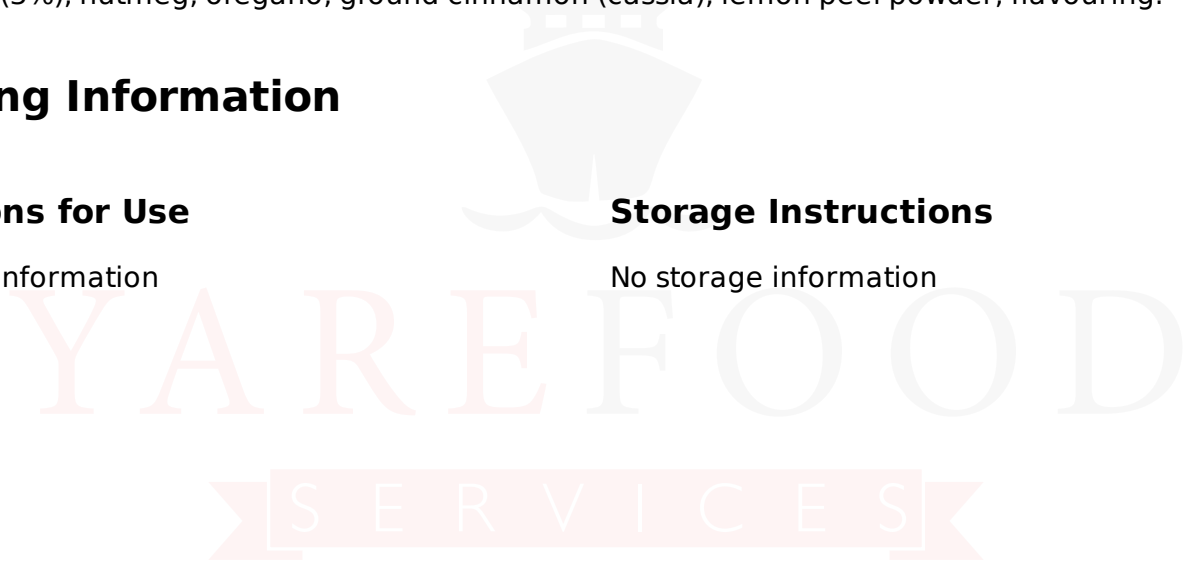 (5%), nutmeg, oregano, ground cinnamon (cassia), lemon peel powder, flavouring.
ng Information
ons for Use
Storage Instructions
nformation
No storage information
YAREFOOD
SERVICES